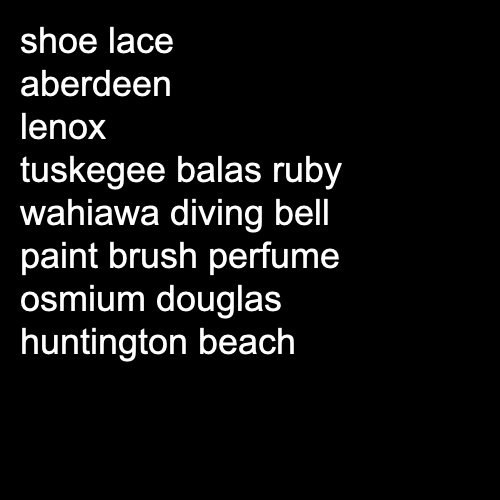 shoe lace
aberdeen
lenox
tuskegee balas ruby
wahiawa diving bell
paint brush perfume
osmium douglas
huntington beach